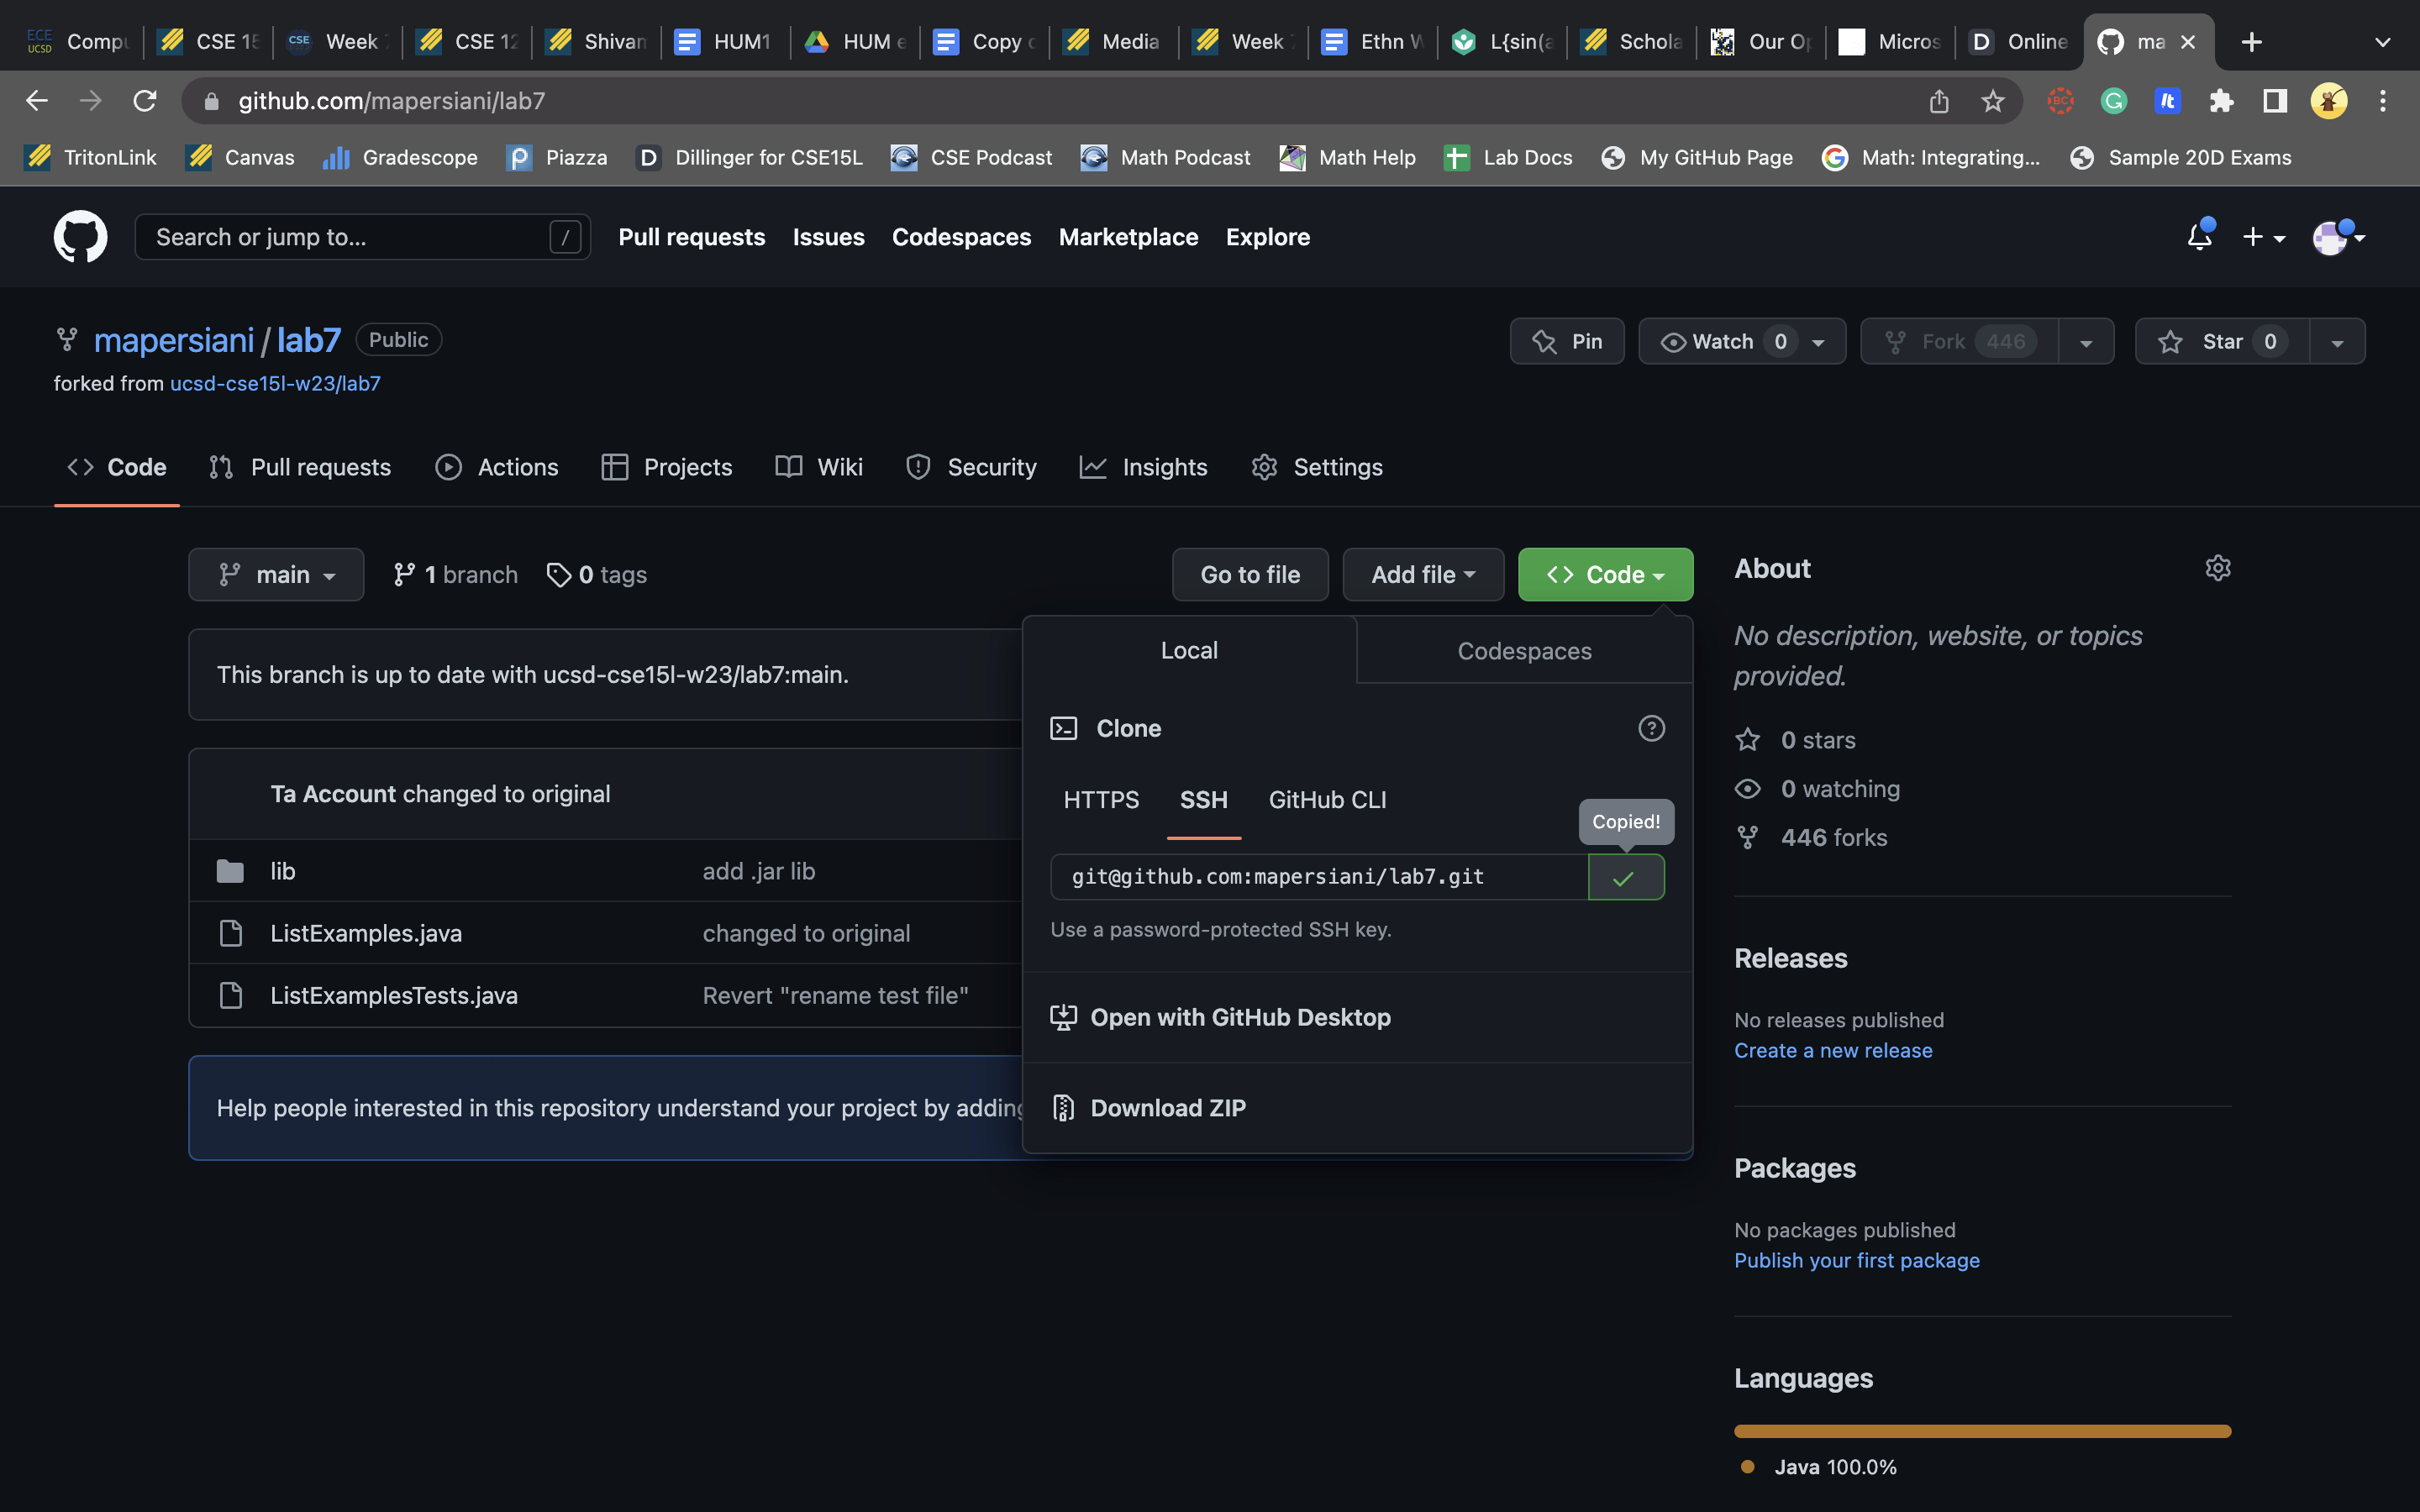 ECE UCSD Compu CSE 15 CSE Week 7 CSE 12 Shivam HUM1 HUM e Copy o Media Week 7 Ethn W L{sin(a Schola Our Op Micros D Online ma
github.com/mapersiani/lab7
TritonLink Canvas Gradescope Piazza D Dillinger for CSE15L CSE Podcast Math Podcast Math Help Lab Docs My GitHub Page Math: Integrating... Sample 20D Exams
Search or jump to... / Pull requests Issues Codespaces Marketplace Explore
mapersiani / lab7 Public Pin Watch 0 Fork 446 Star 0
forked from ucsd-cse15l-w23/lab7
Code Pull requests Actions Projects Wiki Security Insights Settings
main 1 branch 0 tags Go to file Add file Code
This branch is up to date with ucsd-cse15l-w23/lab7:main.
Ta Account changed to original
lib add .jar lib
ListExamples.java changed to original
ListExamplesTests.java Revert "rename test file"
Help people interested in this repository understand your project by adding
Local Codespaces
Clone
HTTPS SSH GitHub CLI
Copied!
git@github.com:mapersiani/lab7.git
Use a password-protected SSH key.
Open with GitHub Desktop
Download ZIP
About
No description, website, or topics
provided.
0 stars
0 watching
446 forks
Releases
No releases published
Create a new release
Packages
No packages published
Publish your first package
Languages
Java 100.0%